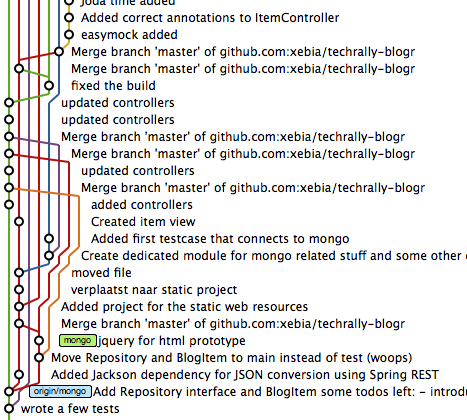 Joda time added
Added correct annotations to ItemController
easymock added
Merge branch 'master' of github.com:xebia/techrally-blogr
Merge branch 'master' of github.com:xebia/techrally-blogr
fixed the build
updated controllers
updated controllers
Merge branch 'master' of github.com:xebia/techrally-blogr
Merge branch 'master' of github.com:xebia/techrally-blogr
updated controllers
Merge branch 'master' of github.com:xebia/techrally-blogr
added controllers
Created item view
Added first testcase that connects to mongo
Create dedicated module for mongo related stuff and some other
moved file
verplaatst naar static project
Added project for the static web resources
Merge branch 'master' of github.com:xebia/techrally-blogr
mongo jquery for html prototype
Move Repository and BlogItem to main instead of test (woops)
Added Jackson dependency for JSON conversion using Spring REST
origin/mongo Add Repository interface and BlogItem some todos left: - introd
wrote a few tests